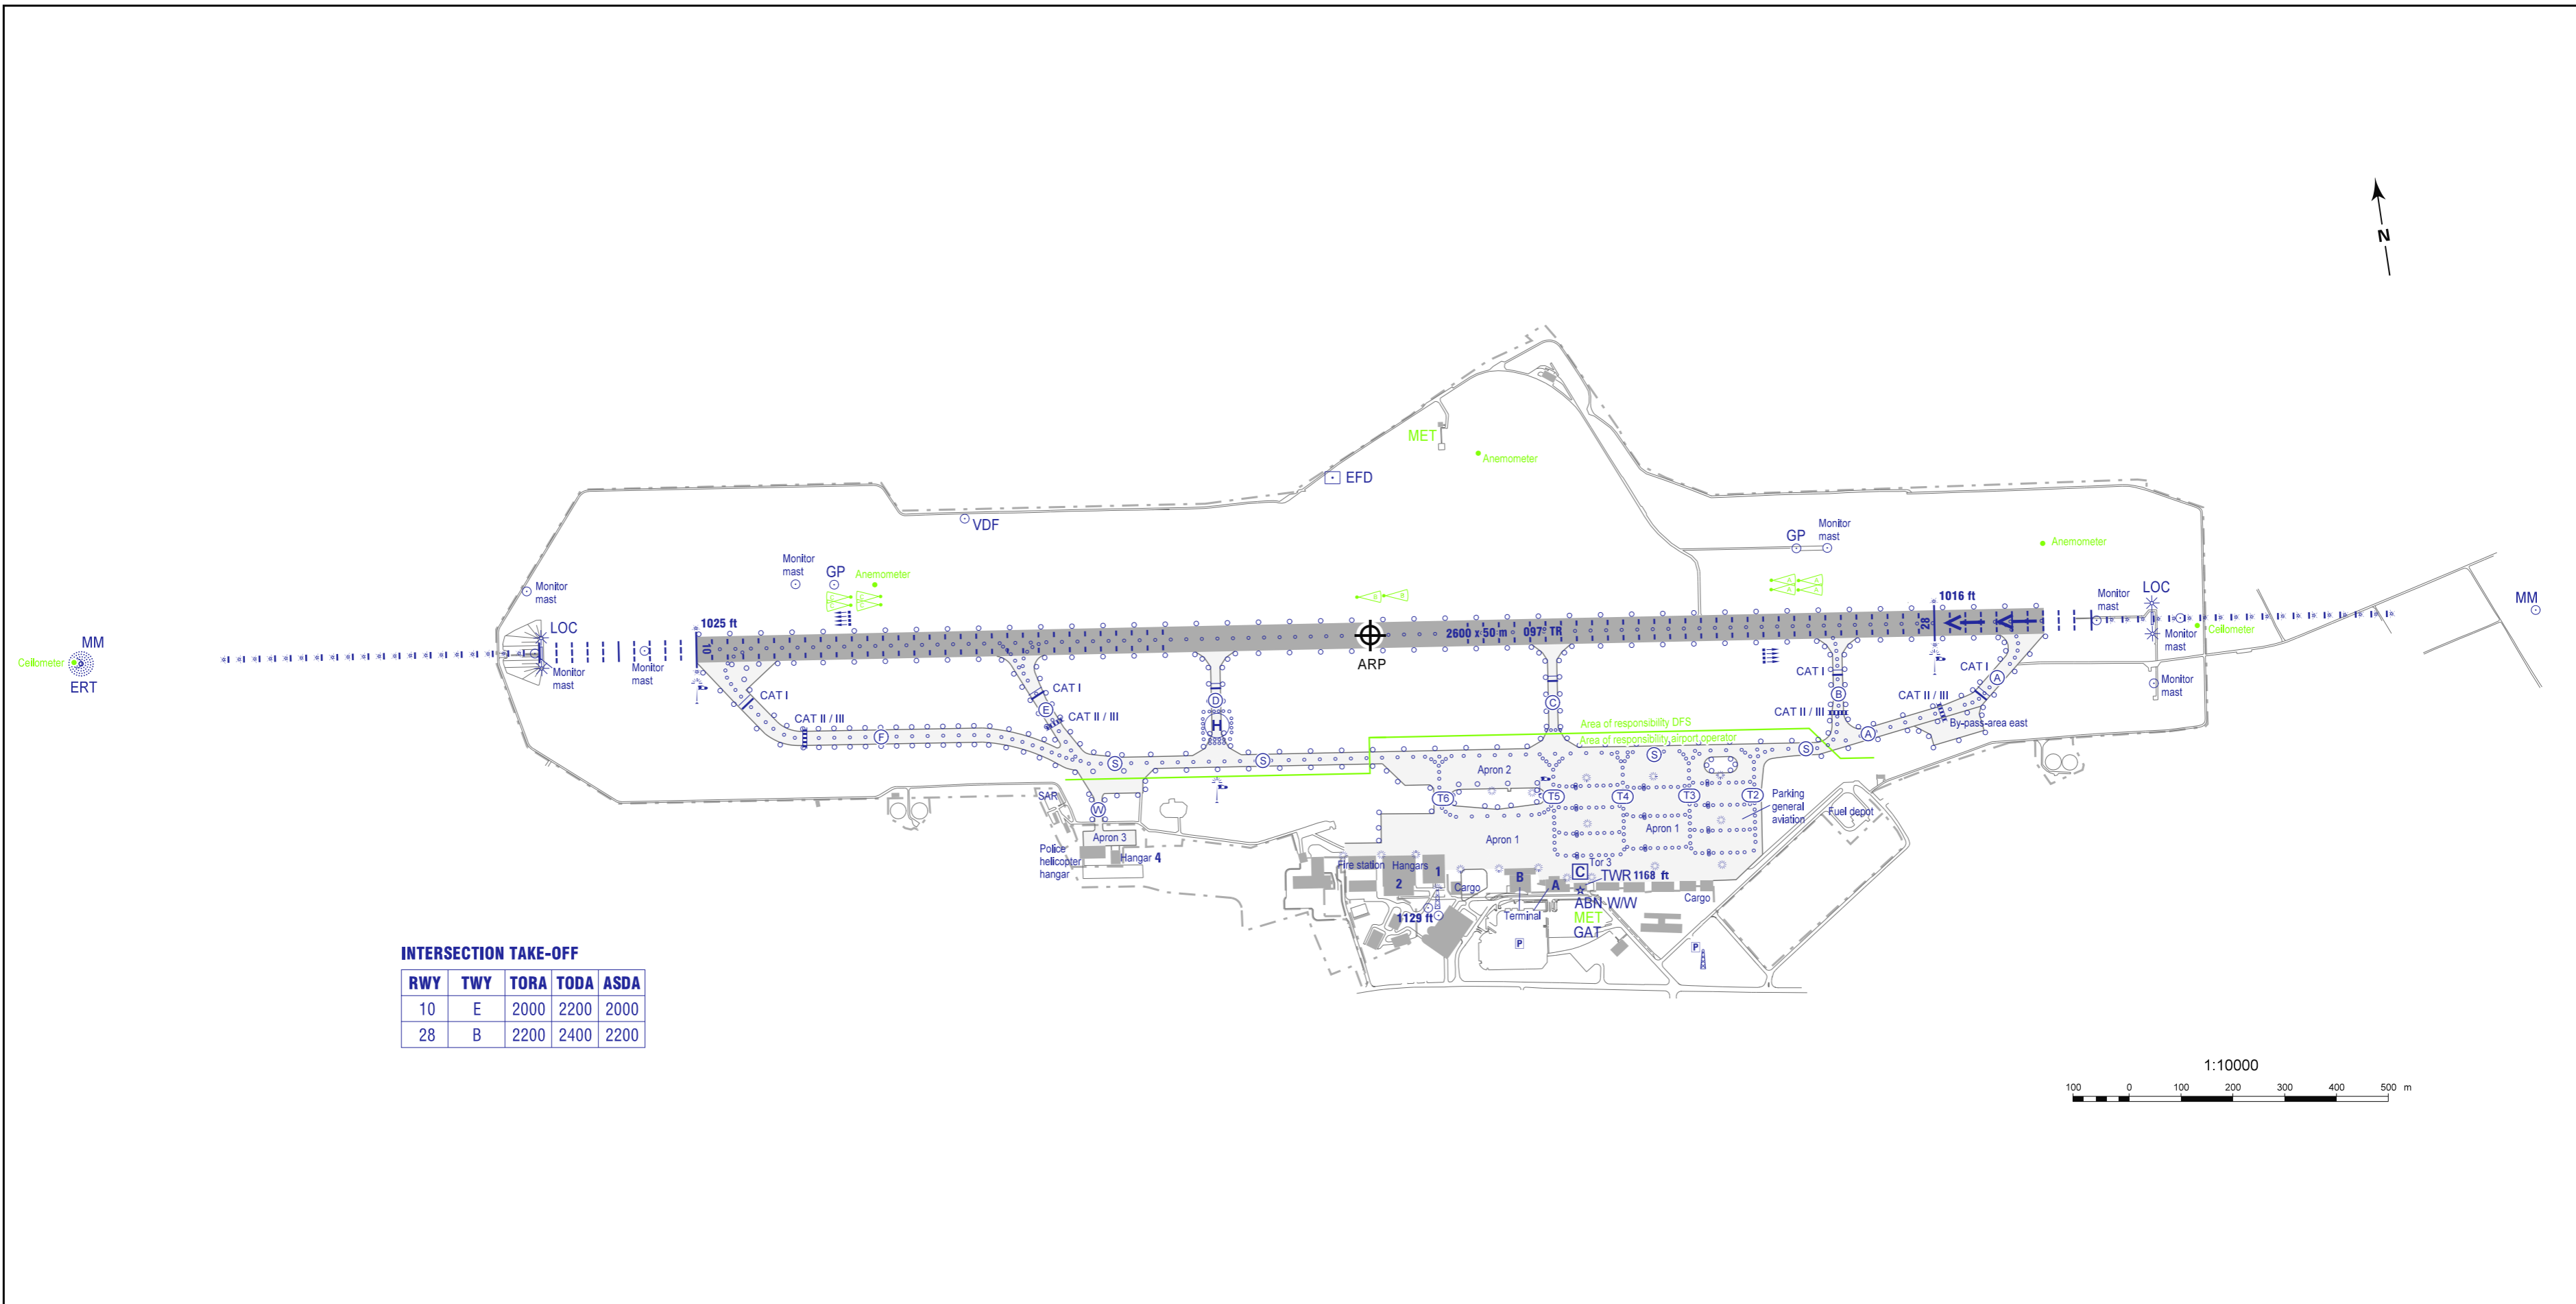 N
MET
Anemometer
EFD
VDF
GP
Monitor
mast
Anemometer
Monitor
mast
GP
Anemometer
Monitor
mast
LOC
MM
Ceilometer
ERT
Monitor
mast
Monitor
mast
1025 ft
10
2600 x 50 m
097° TR
ARP
1016 ft
28
Monitor
mast
LOC
Monitor
mast
Ceilometer
MM
Monitor
mast
CAT I
CAT II / III
F
CAT I
E
CAT II / III
D
H
C
CAT I
B
CAT II / III
CAT I
A
CAT II / III
A
By-pass-area east
Area of responsibility DFS
Area of responsibility airport operator
S
S
S
S
Apron 2
T6
T5
T4
T3
T2
Parking
general
aviation
Fuel depot
SAR
W
Apron 3
Police
helicopter
hangar
Hangar 4
Apron 1
Apron 1
Fire station
Hangars
1
2
Cargo
B
A
C
Tor 3
TWR 1168 ft
ABN W/W
MET
GAT
Cargo
1129 ft
Terminal
P
P
INTERSECTION TAKE-OFF
RWY TWY TORA TODA ASDA
10 E 2000 2200 2000
28 B 2200 2400 2200
1:10000
100 0 100 200 300 400 500 m